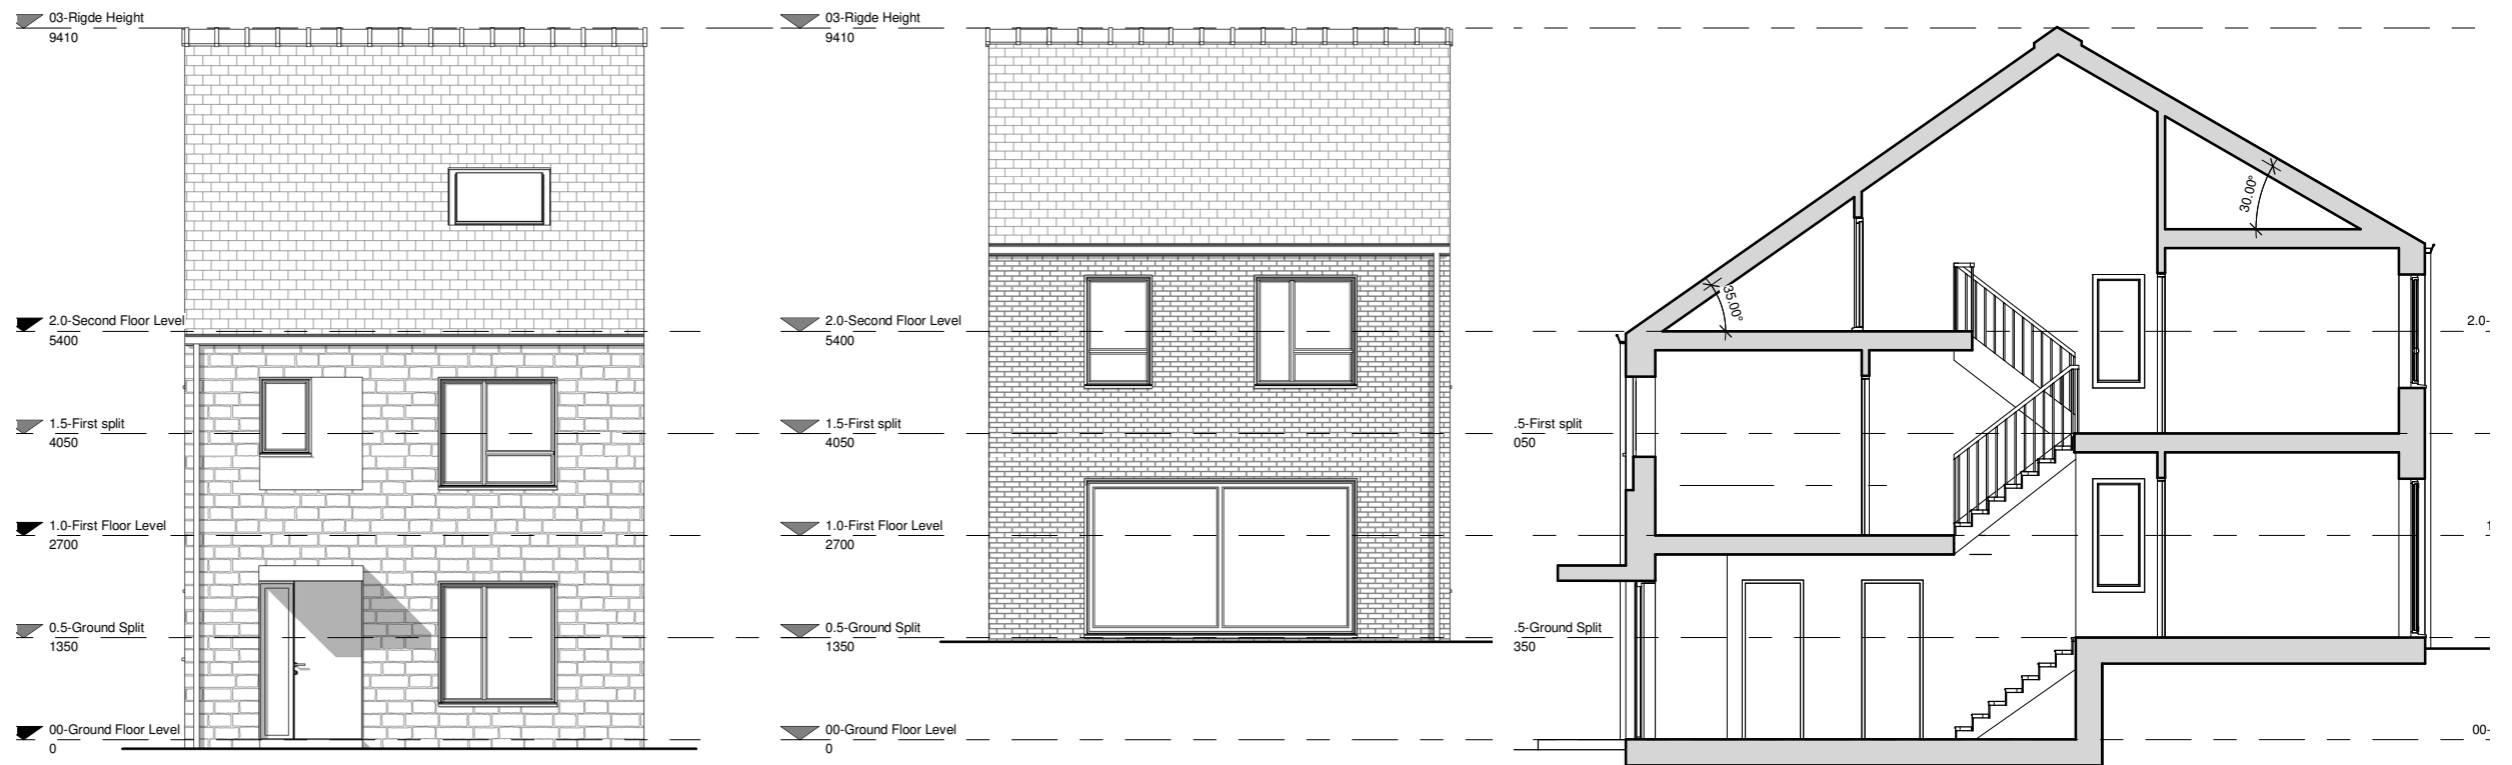 03-Rigde Height
9410
2.0-Second Floor Level
5400
1.5-First split
4050
1.0-First Floor Level
2700
0.5-Ground Split
1350
00-Ground Floor Level
0
03-Rigde Height
9410
2.0-Second Floor Level
5400
1.5-First split
4050
1.0-First Floor Level
2700
0.5-Ground Split
1350
00-Ground Floor Level
0
.5-First split
050
.5-Ground Split
350
35.00°
30.00°
2.0-
1
00-